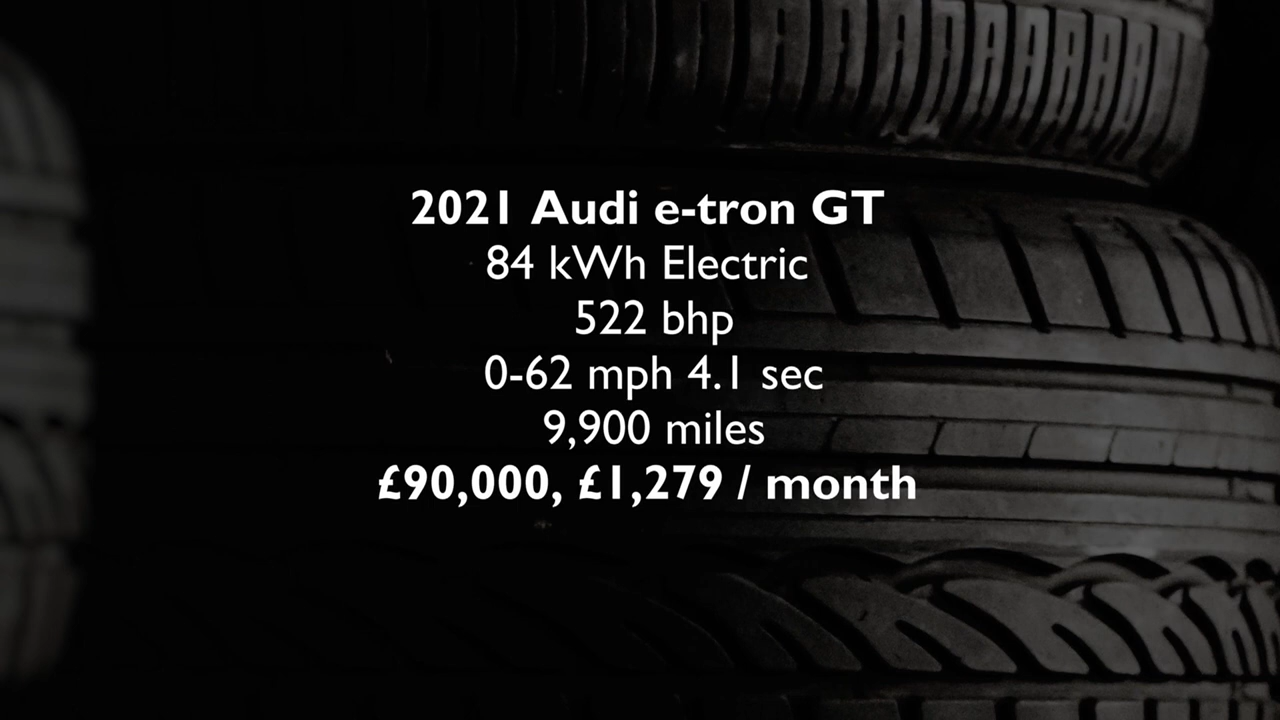 2021 Audi e-tron GT
84 kWh Electric
522 bhp
0-62 mph 4.1 sec
9,900 miles
£90,000, £1,279 / month